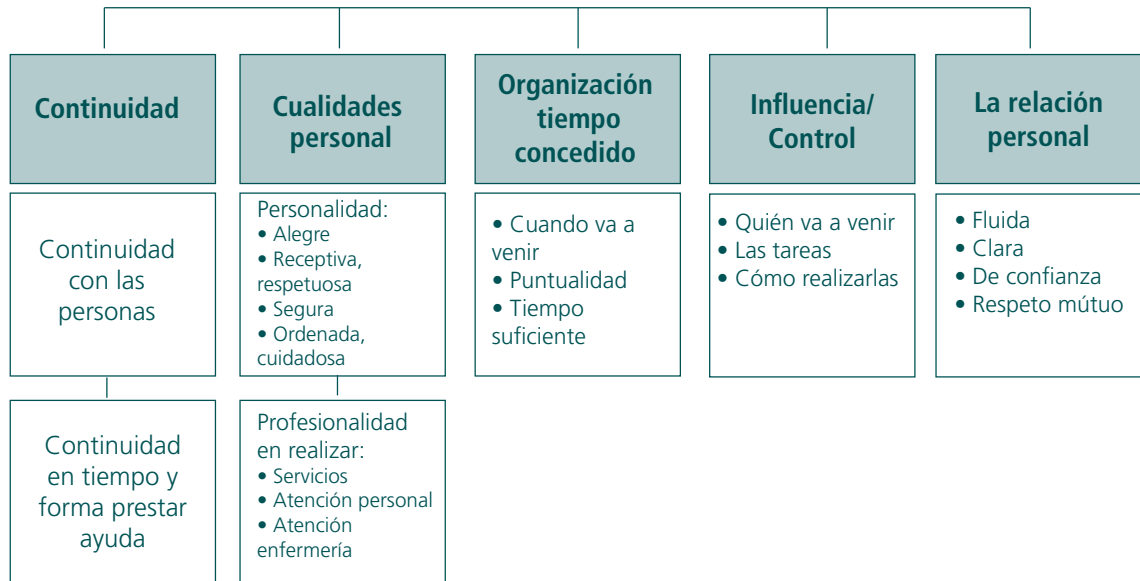 Continuidad
Cualidades
personal
Organización
tiempo
concedido
Influencia/
Control
La relación
personal
Continuidad
con las
personas
Personalidad:
• Alegre
• Receptiva,
respetuosa
• Segura
• Ordenada,
cuidadosa
• Cuando va a
venir
• Puntualidad
• Tiempo
suficiente
• Quién va a venir
• Las tareas
• Cómo realizarlas
• Fluida
• Clara
• De confianza
• Respeto mútuo
Continuidad
en tiempo y
forma prestar
ayuda
Profesionalidad
en realizar:
• Servicios
• Atención personal
• Atención
enfermería